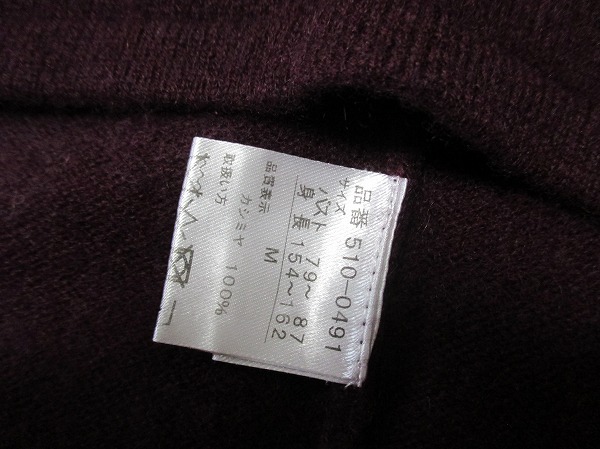 品番 510-0491
サイズ
バスト 79~87
身長 154~162
M
品質表示
カシミヤ 100%
取扱い方